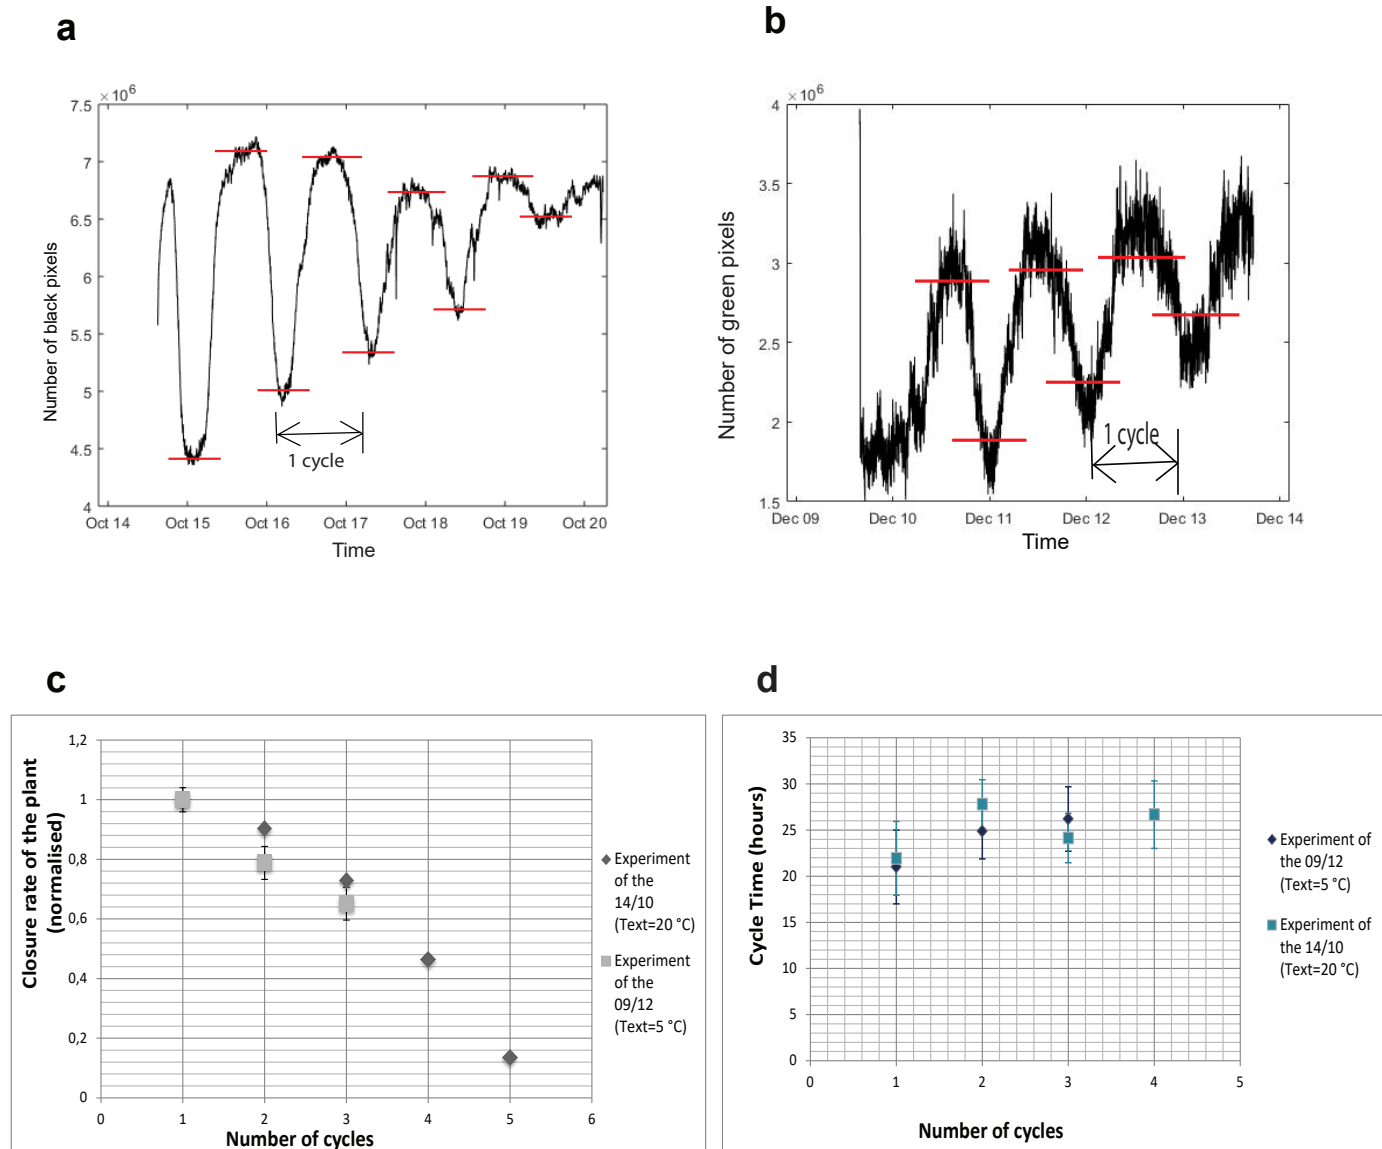 a
×10⁶
7.5
7
6.5
6
5.5
5
4.5
4
Number of black pixels
1 cycle
Oct 14 Oct 15 Oct 16 Oct 17 Oct 18 Oct 19 Oct 20
Time
b
×10⁶
4
3.5
3
2.5
2
1.5
Number of green pixels
1 cycle
Dec 09 Dec 10 Dec 11 Dec 12 Dec 13 Dec 14
Time
c
Closure rate of the plant
(normalised)
1,2
1
0,8
0,6
0,4
0,2
0
0 1 2 3 4 5 6
Number of cycles
Experiment
of the
14/10
(Text=20 °C)
Experiment
of the
09/12
(Text=5 °C)
d
Cycle Time (hours)
35
30
25
20
15
10
5
0
0 1 2 3 4 5
Number of cycles
Experiment of
the 09/12
(Text=5 °C)
Experiment of
the 14/10
(Text=20 °C)